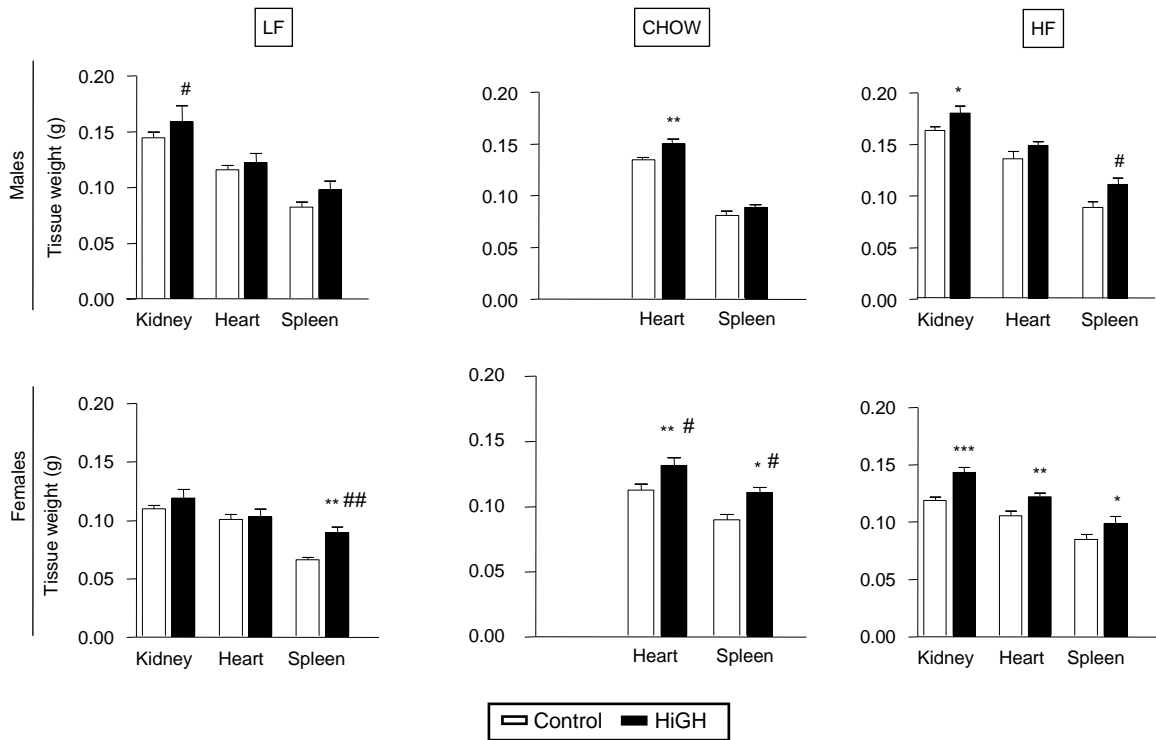 LF
CHOW
HF
Males
Tissue weight (g)
0.20
0.15
0.10
0.05
0.00
#
Kidney Heart Spleen
0.20
0.15
0.10
0.05
0.00
**
Heart Spleen
0.20
0.15
0.10
0.05
0.00
*
#
Kidney Heart Spleen
Females
Tissue weight (g)
0.20
0.15
0.10
0.05
0.00
** ##
Kidney Heart Spleen
0.20
0.15
0.10
0.05
0.00
** #
* #
Heart Spleen
0.20
0.15
0.10
0.05
0.00
***
**
*
Kidney Heart Spleen
Control HiGH